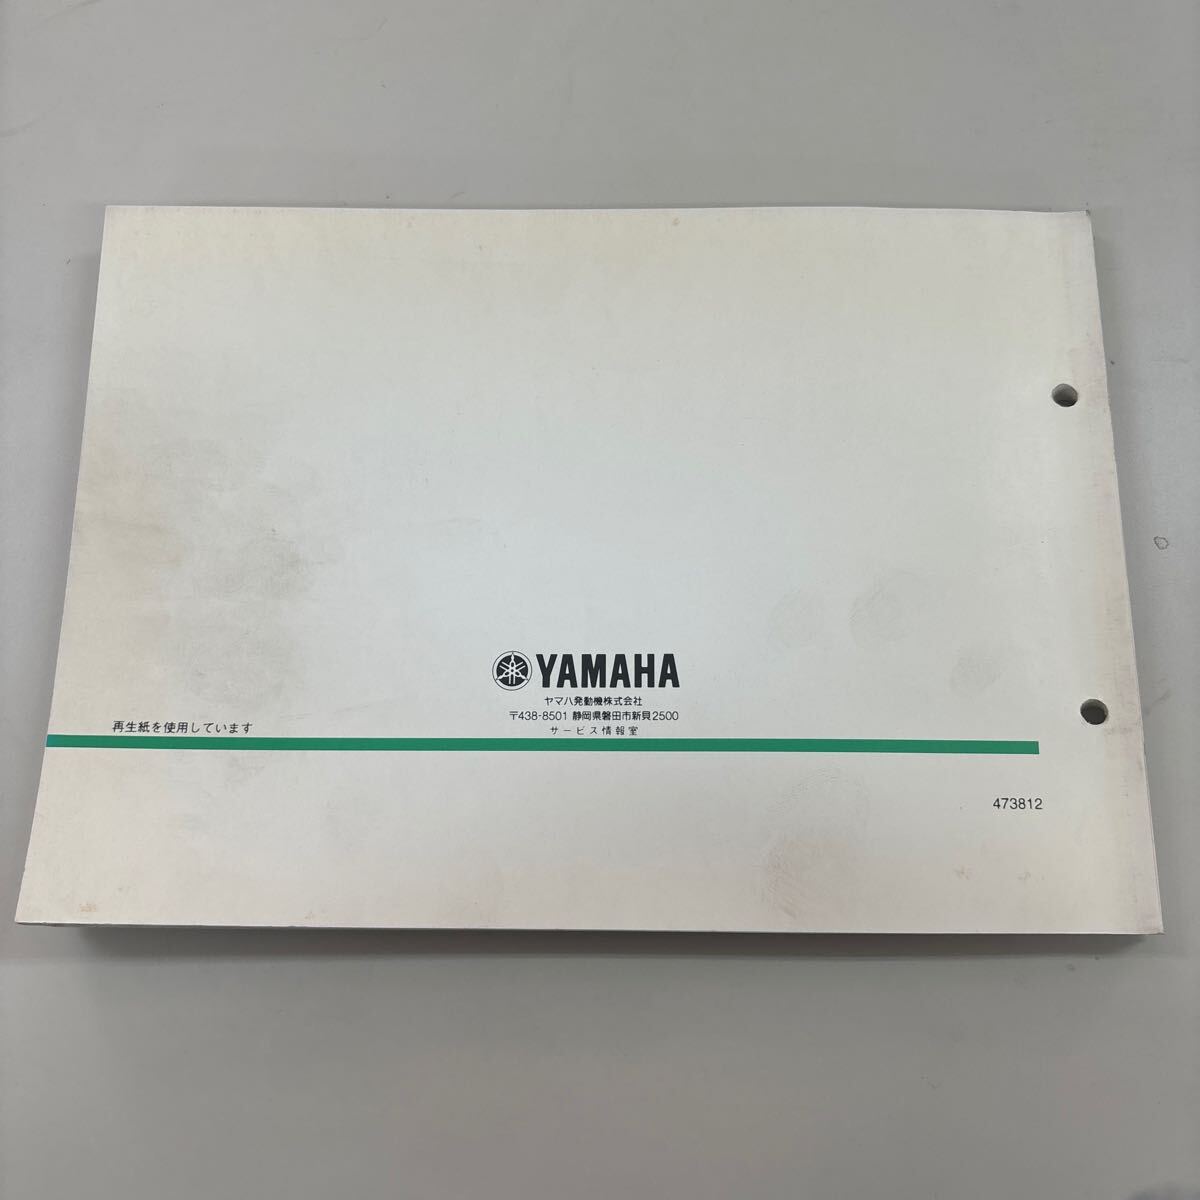 YAMAHA
ヤマハ発動機株式会社
〒438-8501 静岡県磐田市新貝2500
サービス情報室
再生紙を使用しています
473812